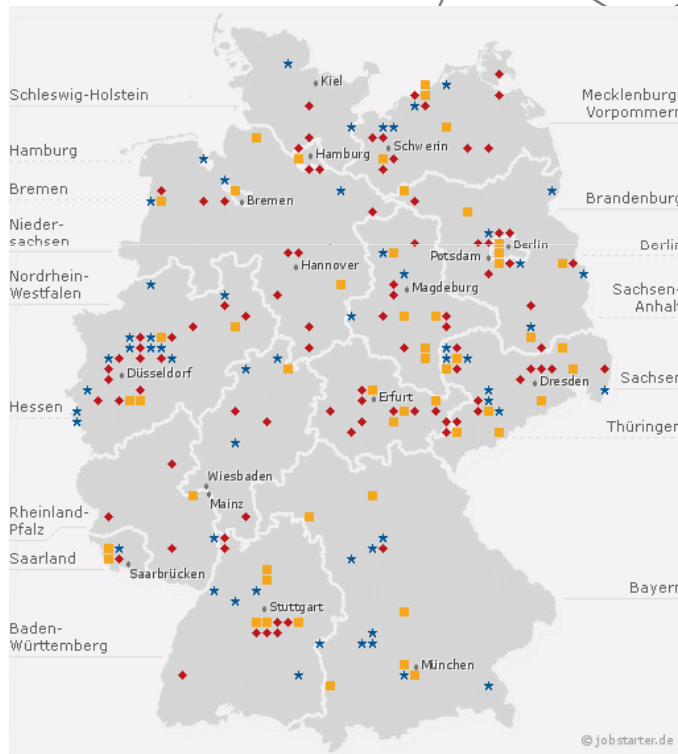 Kiel
Schleswig-Holstein
Mecklenburg
Vorpommern
Hamburg
Hamburg
Schwerin
Bremen
Bremen
Brandenburg
Nieder-
sachsen
Berlin
Berlin
Potsdam
Hannover
Nordrhein-
Westfalen
Magdeburg
Sachsen-
Anhalt
Düsseldorf
Dresden
Sachsen
Hessen
Erfurt
Thüringen
Wiesbaden
Mainz
Rheinland-
Pfalz
Saarland
Saarbrücken
Bayern
Stuttgart
Baden-
Württemberg
München
© jobstarter.de